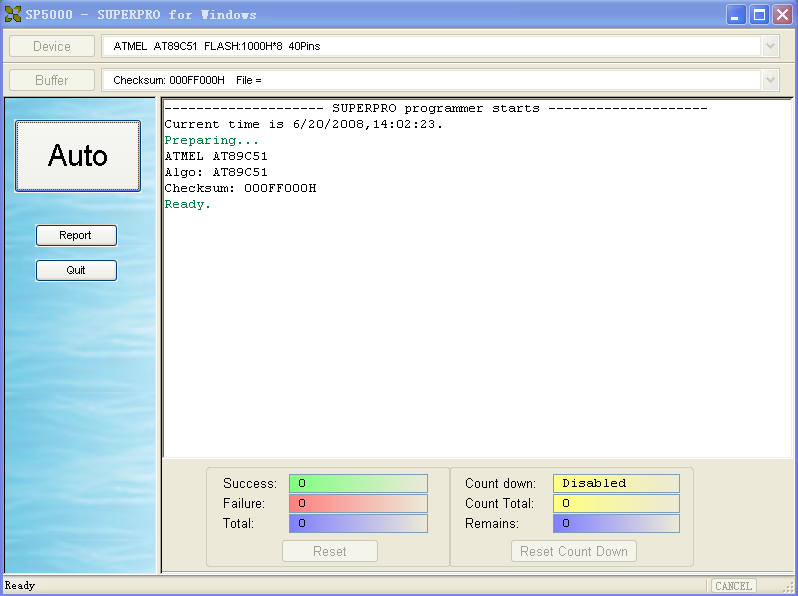 SP5000 - SUPERPRO for Windows
Device
ATMEL AT89C51 FLASH:1000H*8 40Pins
Buffer
Checksum: 000FF000H File =
Auto
Report
Quit
-------------------- SUPERPRO programmer starts --------------------
Current time is 6/20/2008,14:02:23.
Preparing...
ATMEL AT89C51
Algo: AT89C51
Checksum: 000FF000H
Ready.
Success: 0
Failure: 0
Total: 0
Reset
Count down: Disabled
Count Total: 0
Remains: 0
Reset Count Down
Ready
CANCEL